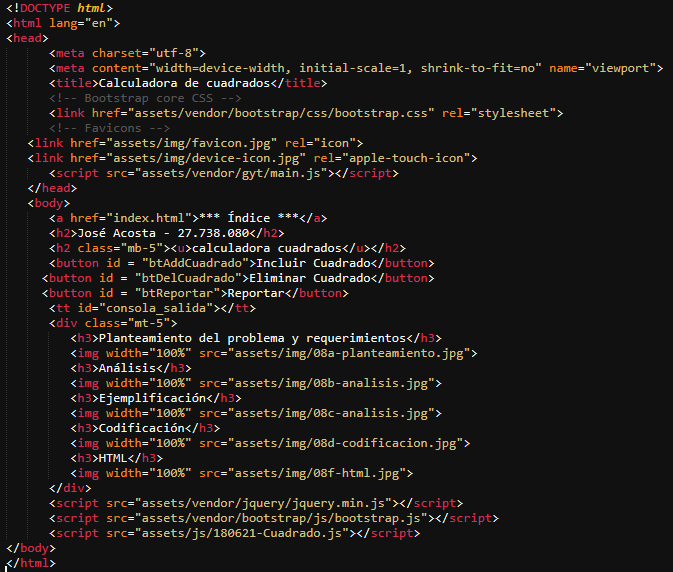 <!DOCTYPE html>
<html lang="en">
<head>
<meta charset="utf-8">
<meta content="width=device-width, initial-scale=1, shrink-to-fit=no" name="viewport">
<title>Calculadora de cuadrados</title>
<!-- Bootstrap core CSS -->
<link href="assets/vendor/bootstrap/css/bootstrap.css" rel="stylesheet">
<!-- Favicons -->
<link href="assets/img/favicon.jpg" rel="icon">
<link href="assets/img/device-icon.jpg" rel="apple-touch-icon">
<script src="assets/vendor/gyt/main.js"></script>
</head>
<body>
<a href="index.html">*** Índice ***</a>
<h2>José Acosta - 27.738.080</h2>
<h2 class="mb-5"><u>calculadora cuadrados</u></h2>
<button id = "btAddCuadrado">Incluir Cuadrado</button>
<button id = "btDelCuadrado">Eliminar Cuadrado</button>
<button id = "btReportar">Reportar</button>
<tt id="consola_salida"></tt>
<div class="mt-5">
<h3>Planteamiento del problema y requerimientos</h3>
<img width="100%" src="assets/img/08a-planteamiento.jpg">
<h3>Análisis</h3>
<img width="100%" src="assets/img/08b-analisis.jpg">
<h3>Ejemplificación</h3>
<img width="100%" src="assets/img/08c-analisis.jpg">
<h3>Codificación</h3>
<img width="100%" src="assets/img/08d-codificacion.jpg">
<h3>HTML</h3>
<img width="100%" src="assets/img/08f-html.jpg">
</div>
<script src="assets/vendor/jquery/jquery.min.js"></script>
<script src="assets/vendor/bootstrap/js/bootstrap.js"></script>
<script src="assets/js/180621-Cuadrado.js"></script>
</body>
</html>